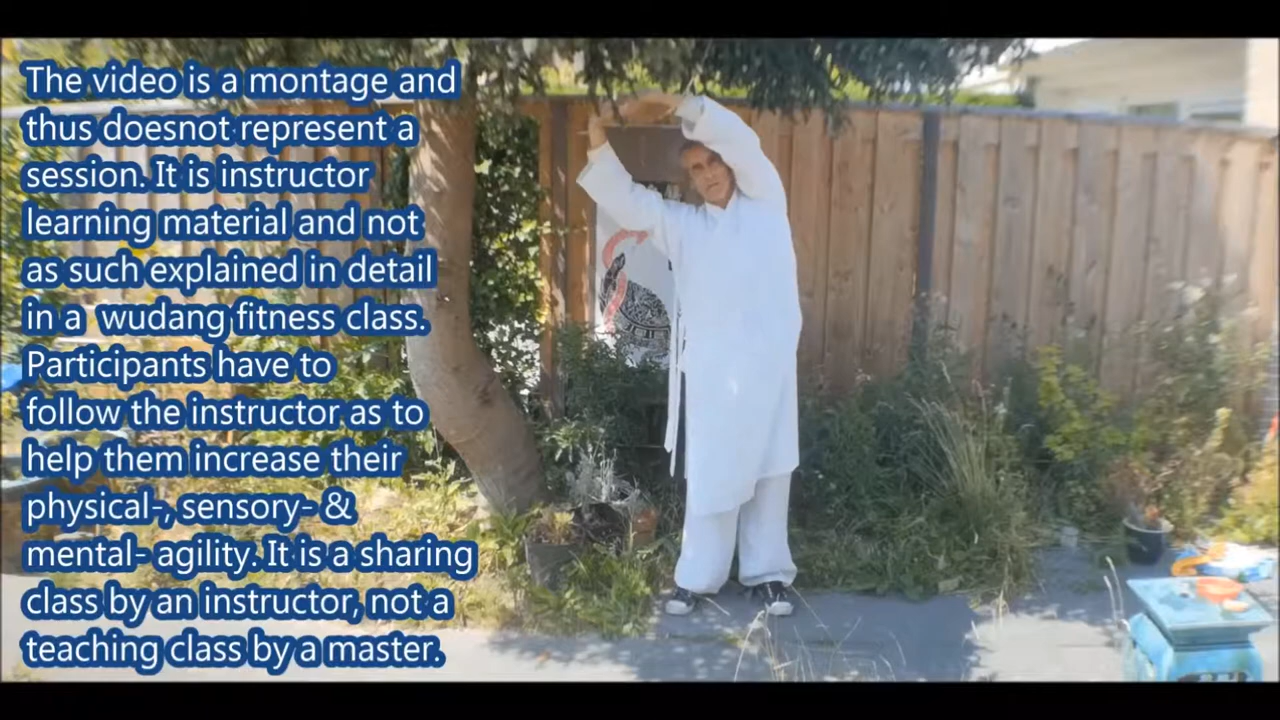 The video is a montage and
thus doesnot represent a
session. It is instructor
learning material and not
as such explained in detail
in a  wudang fitness class.
Participants have to
follow the instructor as to
help them increase their
physical-, sensory- &
mental- agility. It is a sharing
class by an instructor, not a
teaching class by a master.